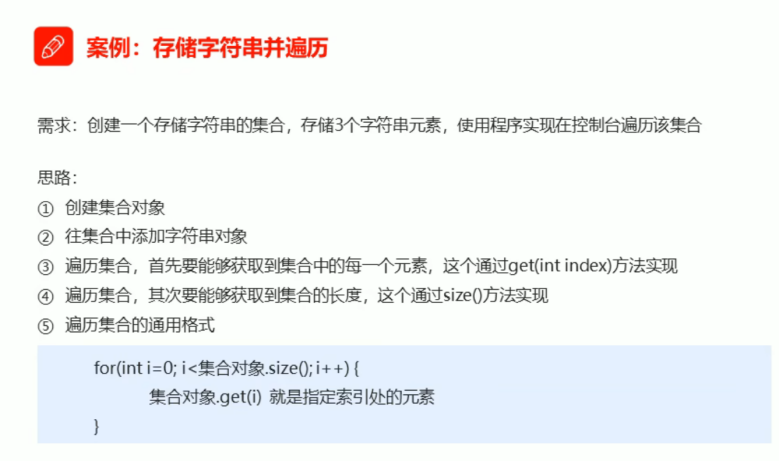 案例：存储字符串并遍历
需求：创建一个存储字符串的集合，存储3个字符串元素，使用程序实现在控制台遍历该集合
思路：
① 创建集合对象
② 往集合中添加字符串对象
③ 遍历集合，首先要能够获取到集合中的每一个元素，这个通过get(int index)方法实现
④ 遍历集合，其次要能够获取到集合的长度，这个通过size()方法实现
⑤ 遍历集合的通用格式
for(int i=0; i<集合对象.size(); i++) {
集合对象.get(i) 就是指定索引处的元素
}